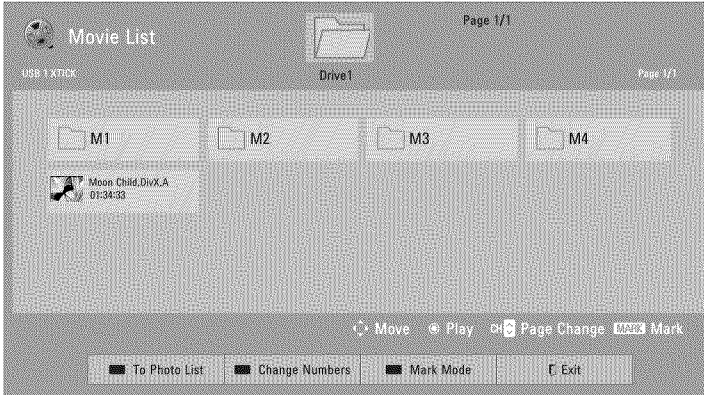 Page 1/1
Movie List
USB 1 XTICK
Drive1
Page 1/1
M1
M2
M3
M4
Moon Child,DivX,A
01:34:33
Move
Play
CH Page Change
MARK Mark
To Photo List
Change Numbers
Mark Mode
Exit